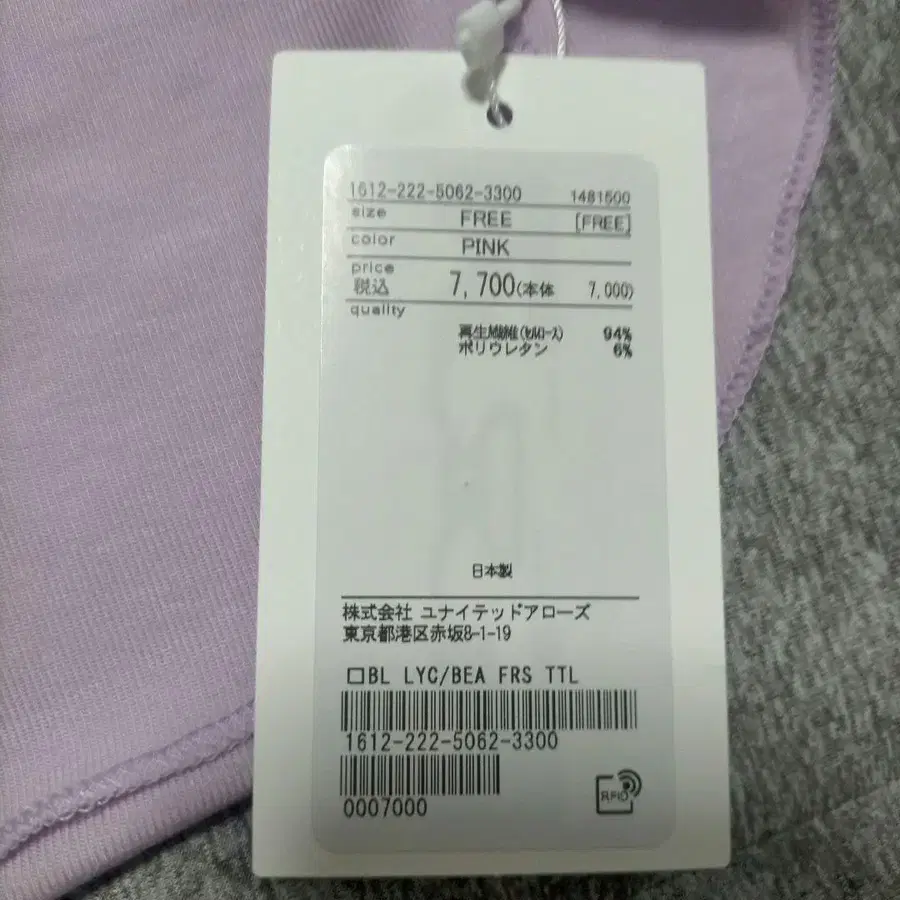 1612-222-5062-3300 1481500
size FREE [FREE]
color PINK
price
税込 7,700(本体 7,000)
quality
再生繊維(セルロース) 94%
ポリウレタン 6%
日本製
株式会社 ユナイテッドアローズ
東京都港区赤坂8-1-19
□BL LYC/BEA FRS TTL
1612-222-5062-3300
0007000
RFID